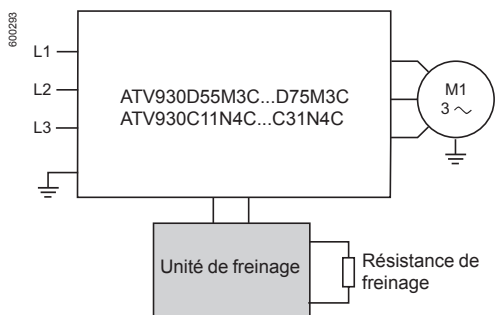 600293
L1
L2
L3
ATV930D55M3C...D75M3C
ATV930C11N4C...C31N4C
M1
3 ~
Unité de freinage
Résistance de
freinage